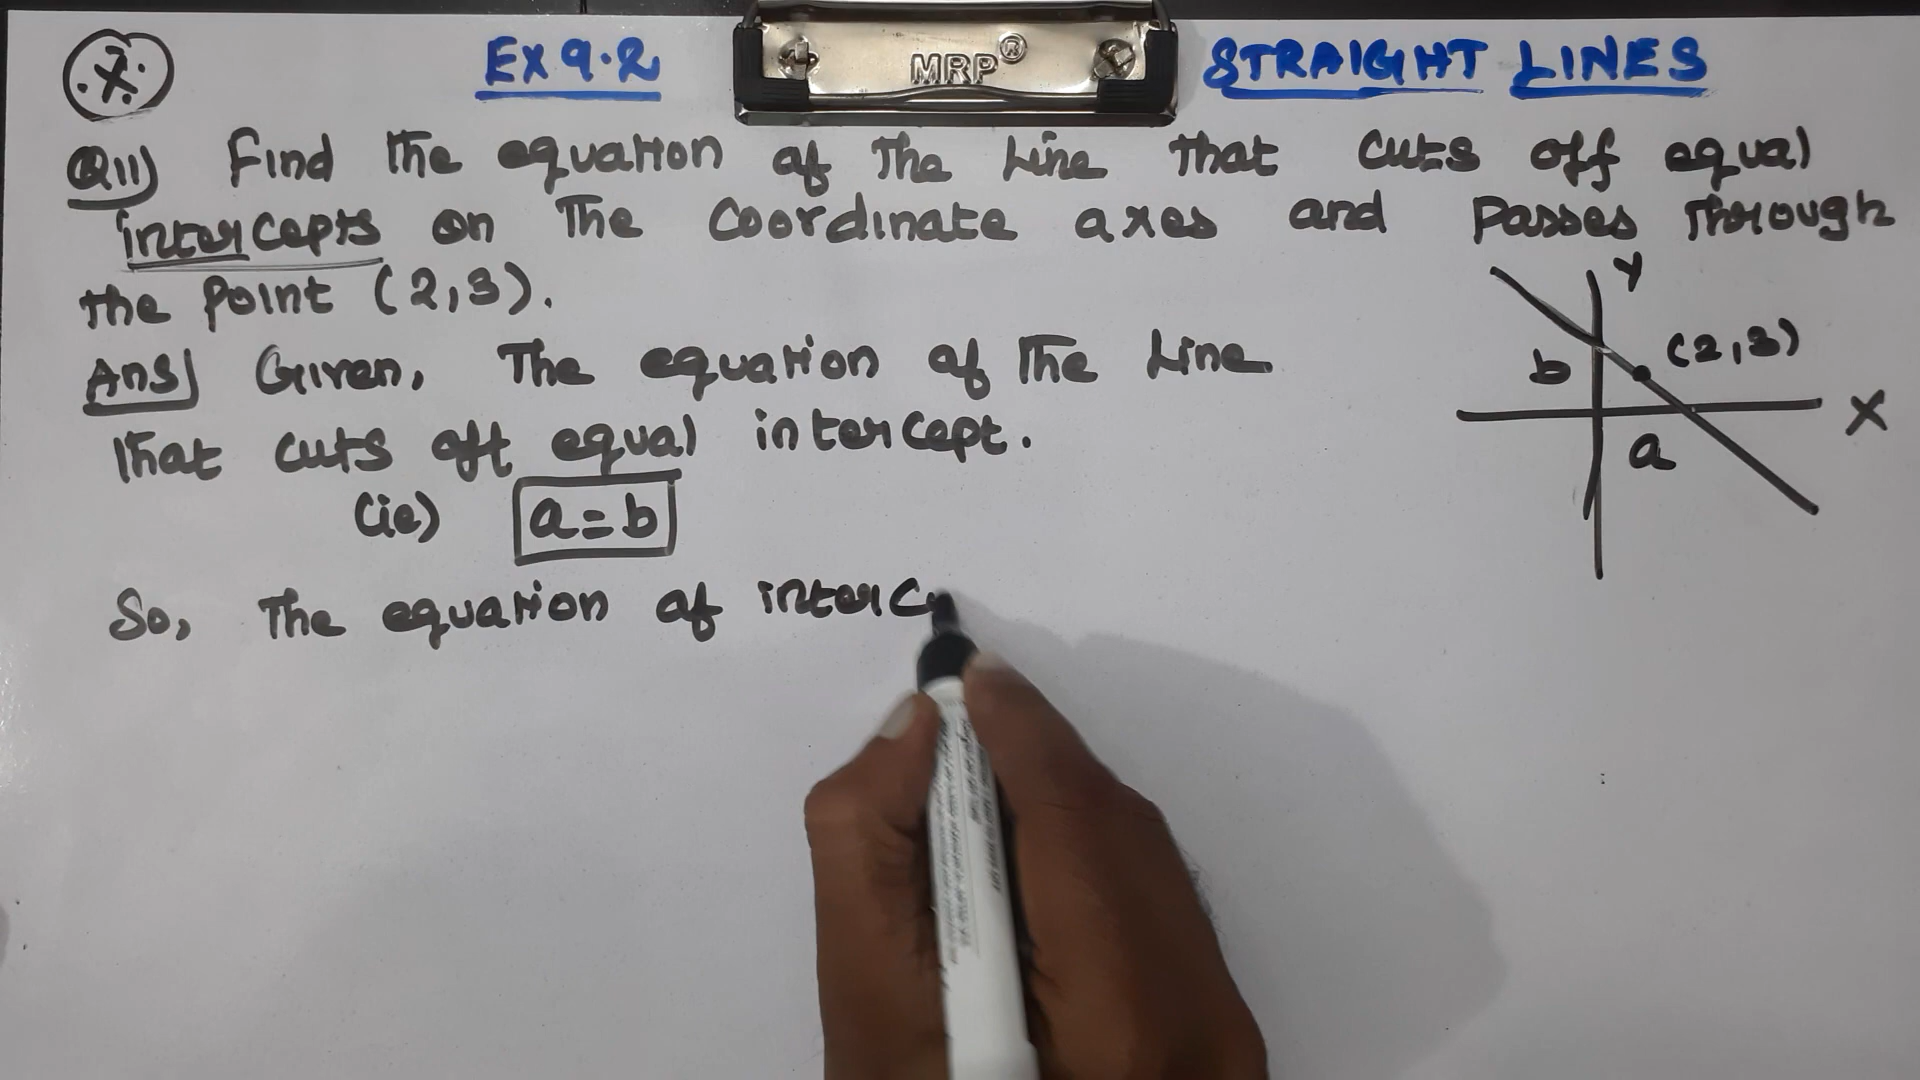 EX 9.2
MRP®
STRAIGHT LINES
Q11) Find the equation of the Line that cuts off equal
intercepts on the coordinate axes and passes through
the point (2,3).
Ans) Given, The equation of the Line
that cuts off equal intercept.
(ie) a=b
So, The equation of interc
Y
(2,3)
b
X
a